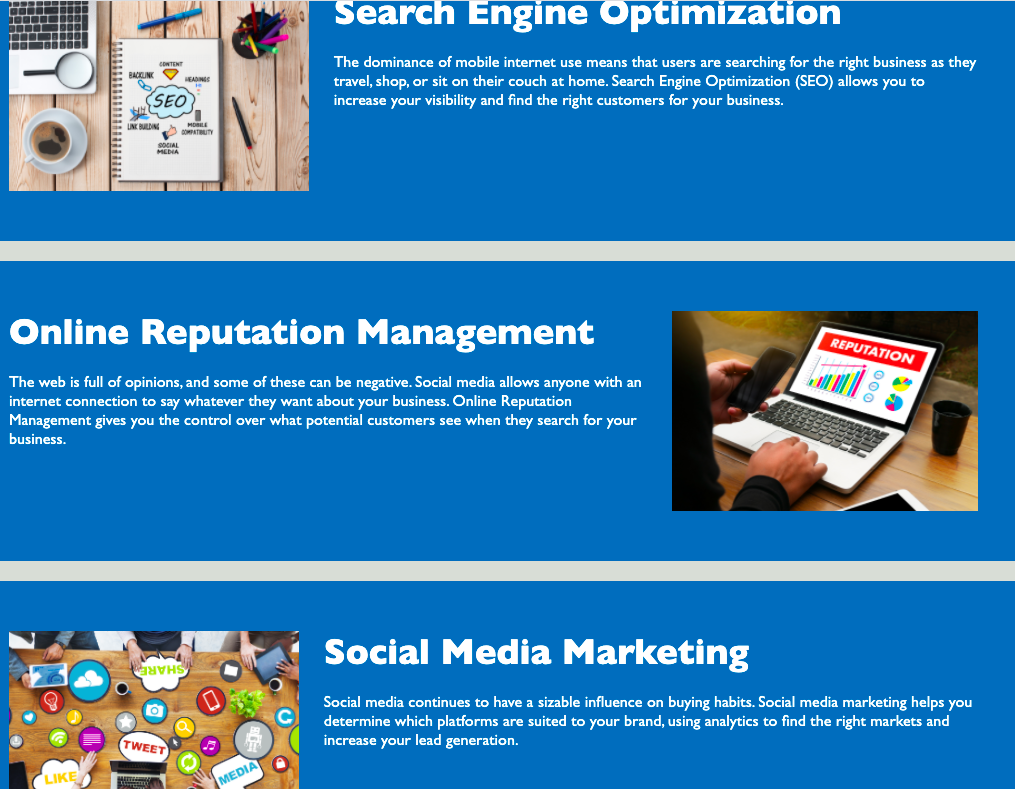 Search Engine Optimization
The dominance of mobile internet use means that users are searching for the right business as they
travel, shop, or sit on their couch at home. Search Engine Optimization (SEO) allows you to
increase your visibility and find the right customers for your business.
CONTENT
BACKLINK
HEADINGS
H1
SEO
LINK BUILDING
MOBILE
COMPATIBILITY
SOCIAL
MEDIA
Online Reputation Management
The web is full of opinions, and some of these can be negative. Social media allows anyone with an
internet connection to say whatever they want about your business. Online Reputation
Management gives you the control over what potential customers see when they search for your
business.
REPUTATION
Social Media Marketing
Social media continues to have a sizable influence on buying habits. Social media marketing helps you
determine which platforms are suited to your brand, using analytics to find the right markets and
increase your lead generation.
SHARE
TWEET
LIKE
MEDIA